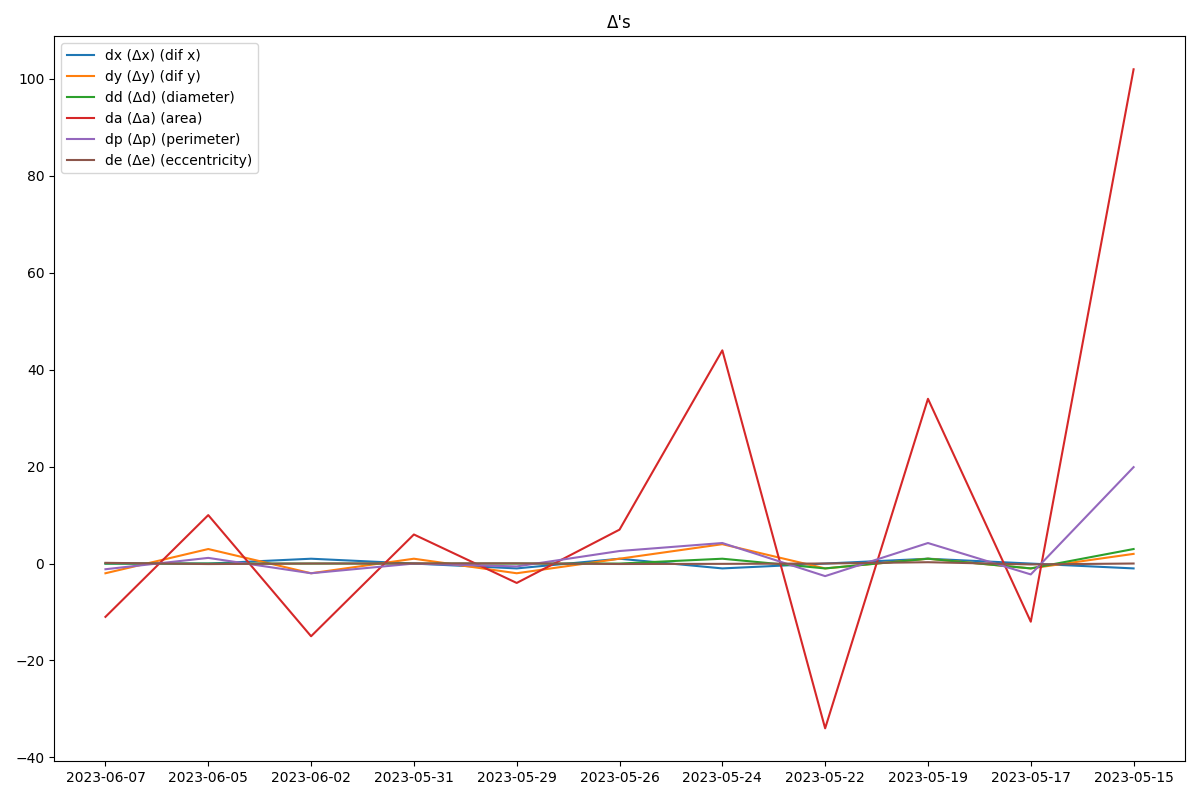 Δ's
dx (Δx) (dif x)
dy (Δy) (dif y)
dd (Δd) (diameter)
da (Δa) (area)
dp (Δp) (perimeter)
de (Δe) (eccentricity)
100
80
60
40
20
0
−20
−40
2023-06-07 2023-06-05 2023-06-02 2023-05-31 2023-05-29 2023-05-26 2023-05-24 2023-05-22 2023-05-19 2023-05-17 2023-05-15